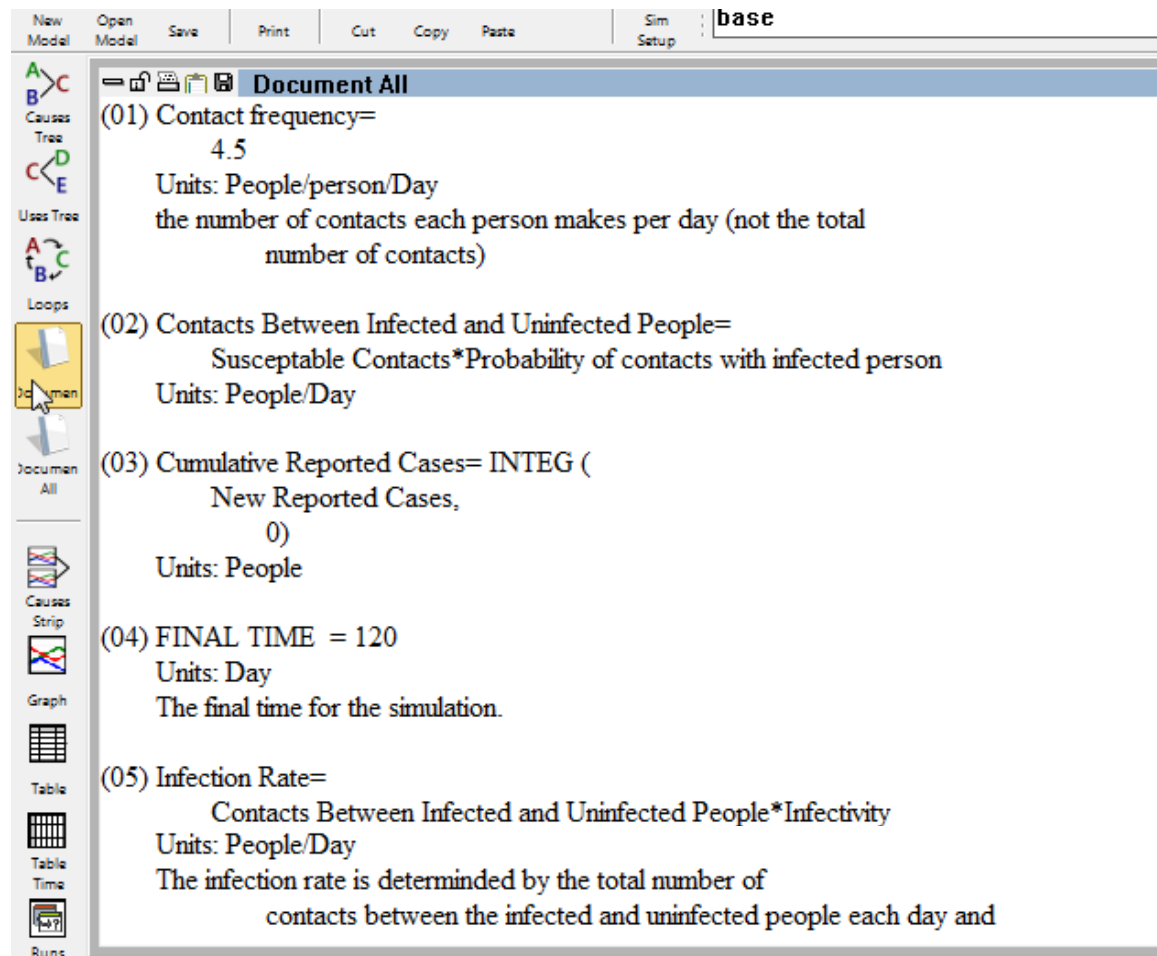 New Model
Open Model
Save
Print
Cut
Copy
Paste
Sim Setup
base
Causes Tree
Uses Tree
Loops
Documen
All
Causes Strip
Graph
Table
Table Time
Runs
Document All
(01) Contact frequency=
4.5
Units: People/person/Day
the number of contacts each person makes per day (not the total
number of contacts)
(02) Contacts Between Infected and Uninfected People=
Susceptable Contacts*Probability of contacts with infected person
Units: People/Day
(03) Cumulative Reported Cases= INTEG (
New Reported Cases,
0)
Units: People
(04) FINAL TIME = 120
Units: Day
The final time for the simulation.
(05) Infection Rate=
Contacts Between Infected and Uninfected People*Infectivity
Units: People/Day
The infection rate is determinded by the total number of
contacts between the infected and uninfected people each day and